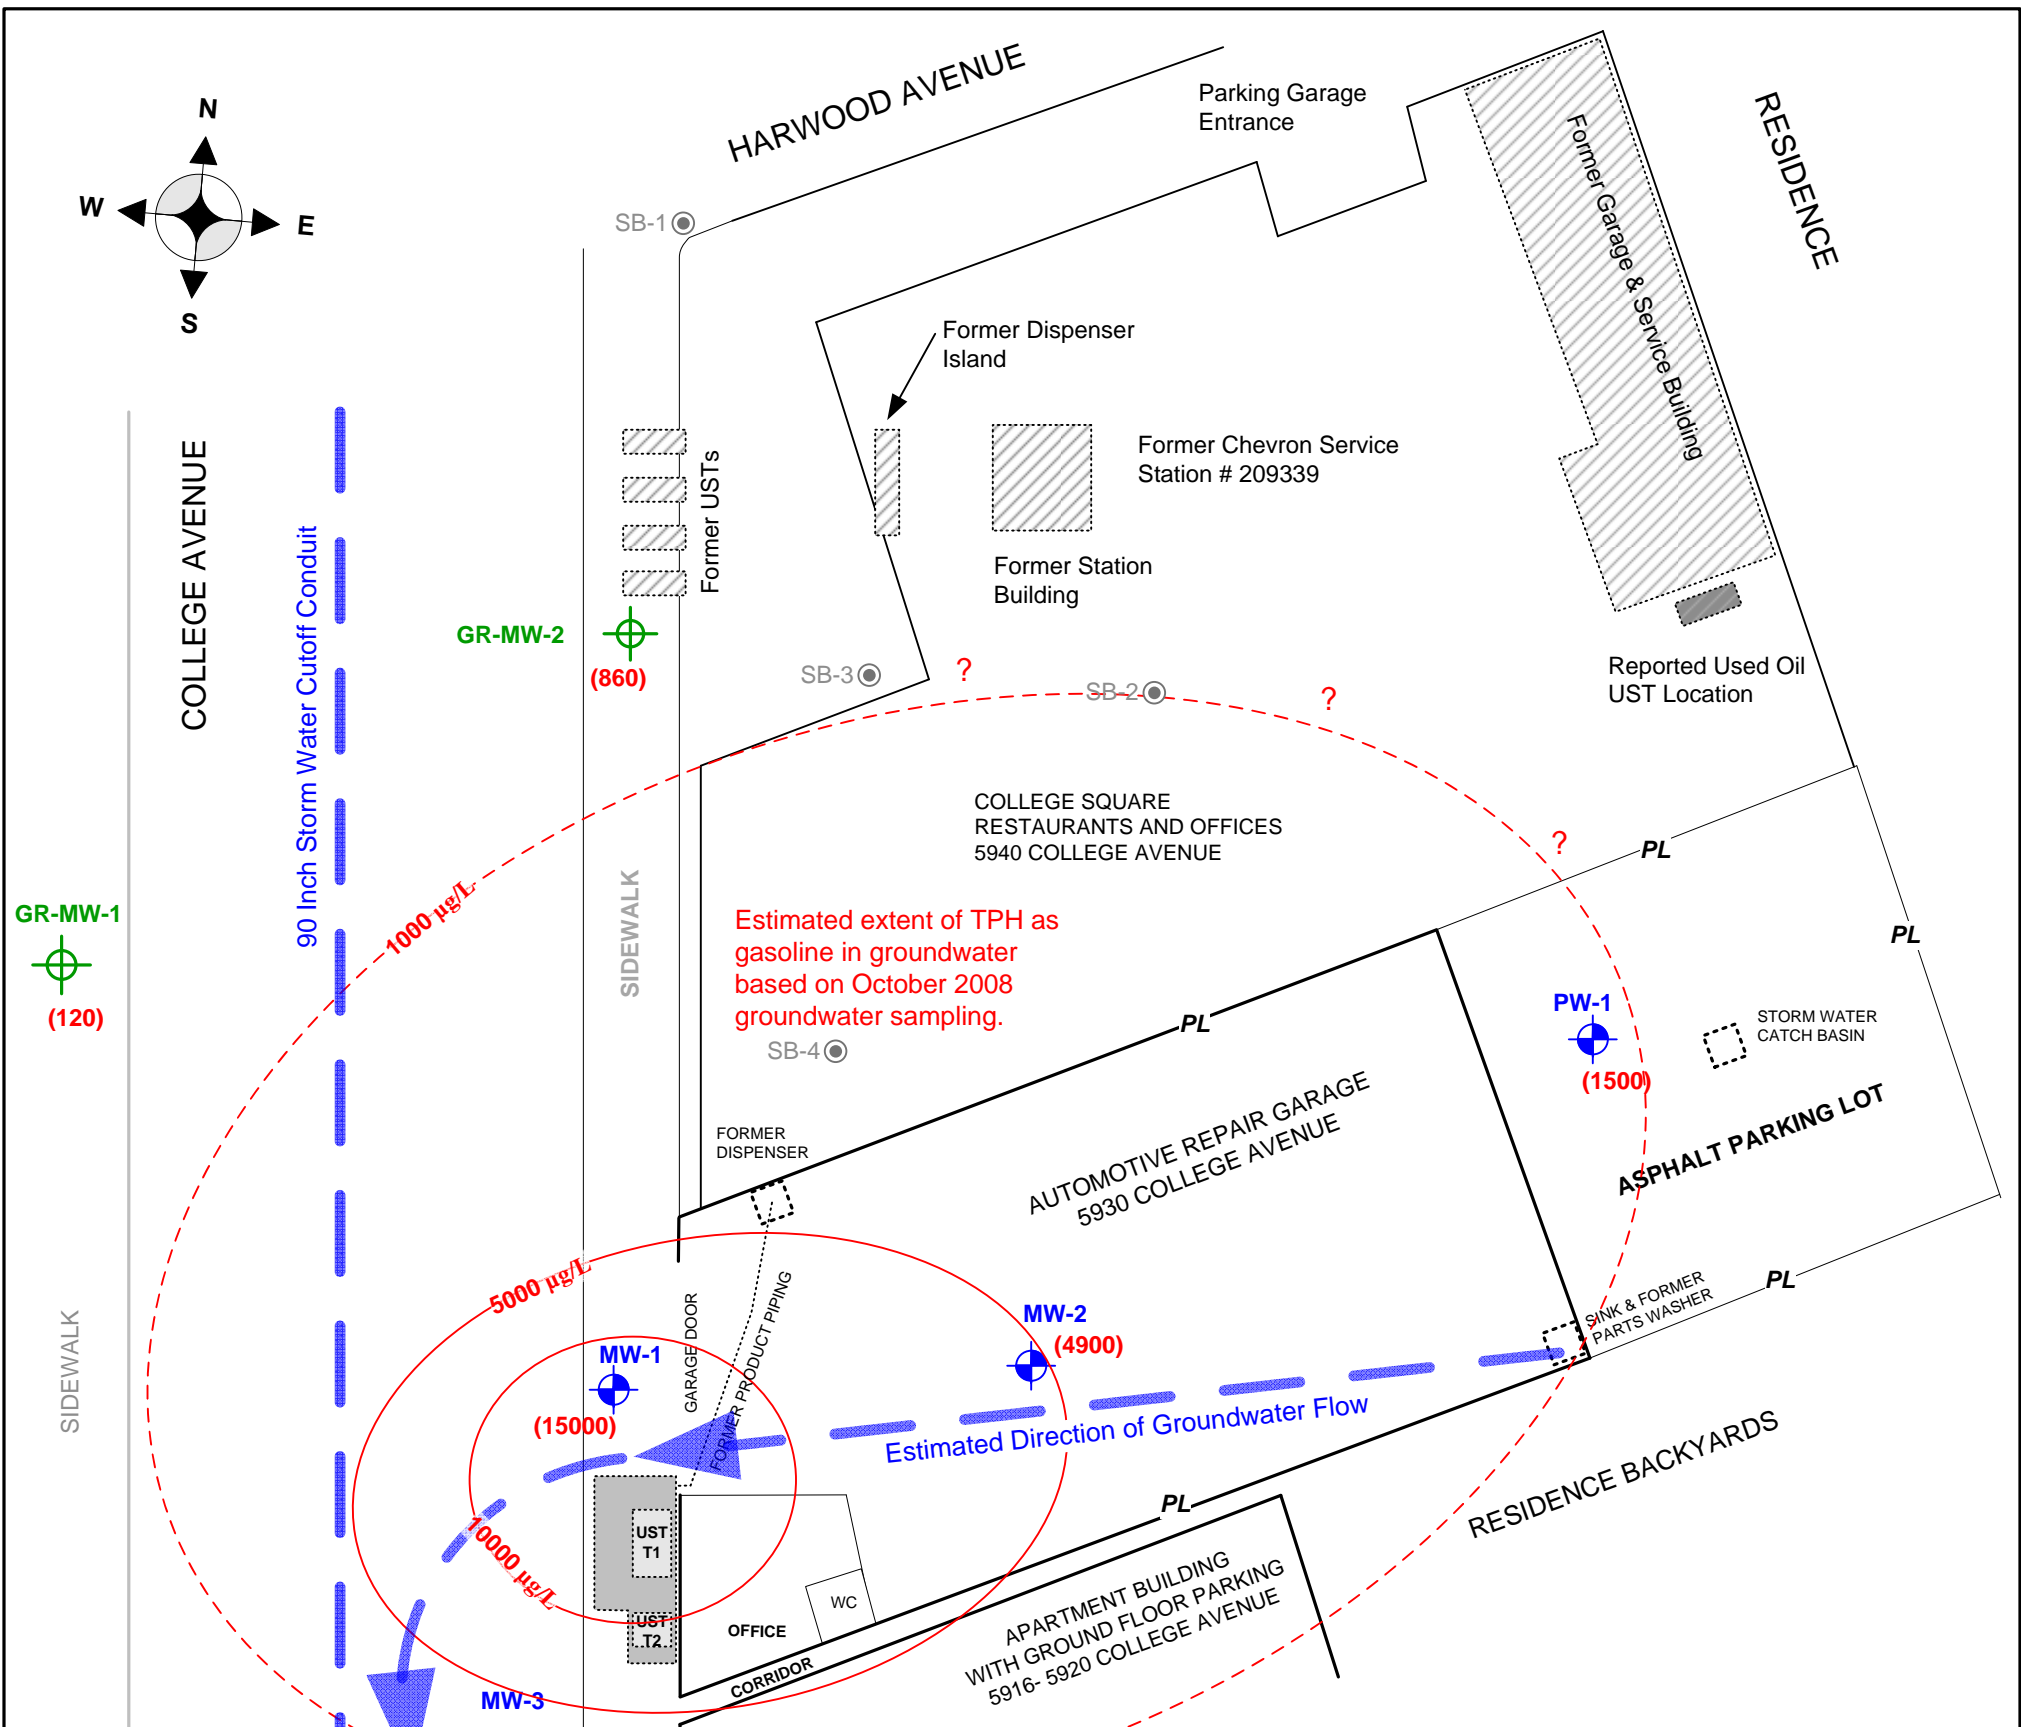 HARWOOD AVENUE
Parking Garage
Entrance
RESIDENCE
N
W
E
S
SB-1
Former Garage & Service Building
Former Dispenser
Island
COLLEGE AVENUE
90 Inch Storm Water Cutoff Conduit
Former USTs
Former Chevron Service
Station # 209339
Former Station
Building
GR-MW-2
(860)
SB-3
?
SB-2
?
Reported Used Oil
UST Location
COLLEGE SQUARE
RESTAURANTS AND OFFICES
5940 COLLEGE AVENUE
?
PL
PL
1000 µg/L
GR-MW-1
(120)
SIDEWALK
Estimated extent of TPH as
gasoline in groundwater
based on October 2008
groundwater sampling.
SB-4
PL
PW-1
(1500)
STORM WATER
CATCH BASIN
ASPHALT PARKING LOT
FORMER
DISPENSER
AUTOMOTIVE REPAIR GARAGE
5930 COLLEGE AVENUE
5000 µg/L
GARAGE DOOR
FORMER PRODUCT PIPING
MW-2
(4900)
PL
SINK & FORMER
PARTS WASHER
SIDEWALK
MW-1
(15000)
Estimated Direction of Groundwater Flow
RESIDENCE BACKYARDS
PL
10000 µg/L
UST
T1
UST
T2
WC
OFFICE
CORRIDOR
APARTMENT BUILDING
WITH GROUND FLOOR PARKING
5916- 5920 COLLEGE AVENUE
MW-3